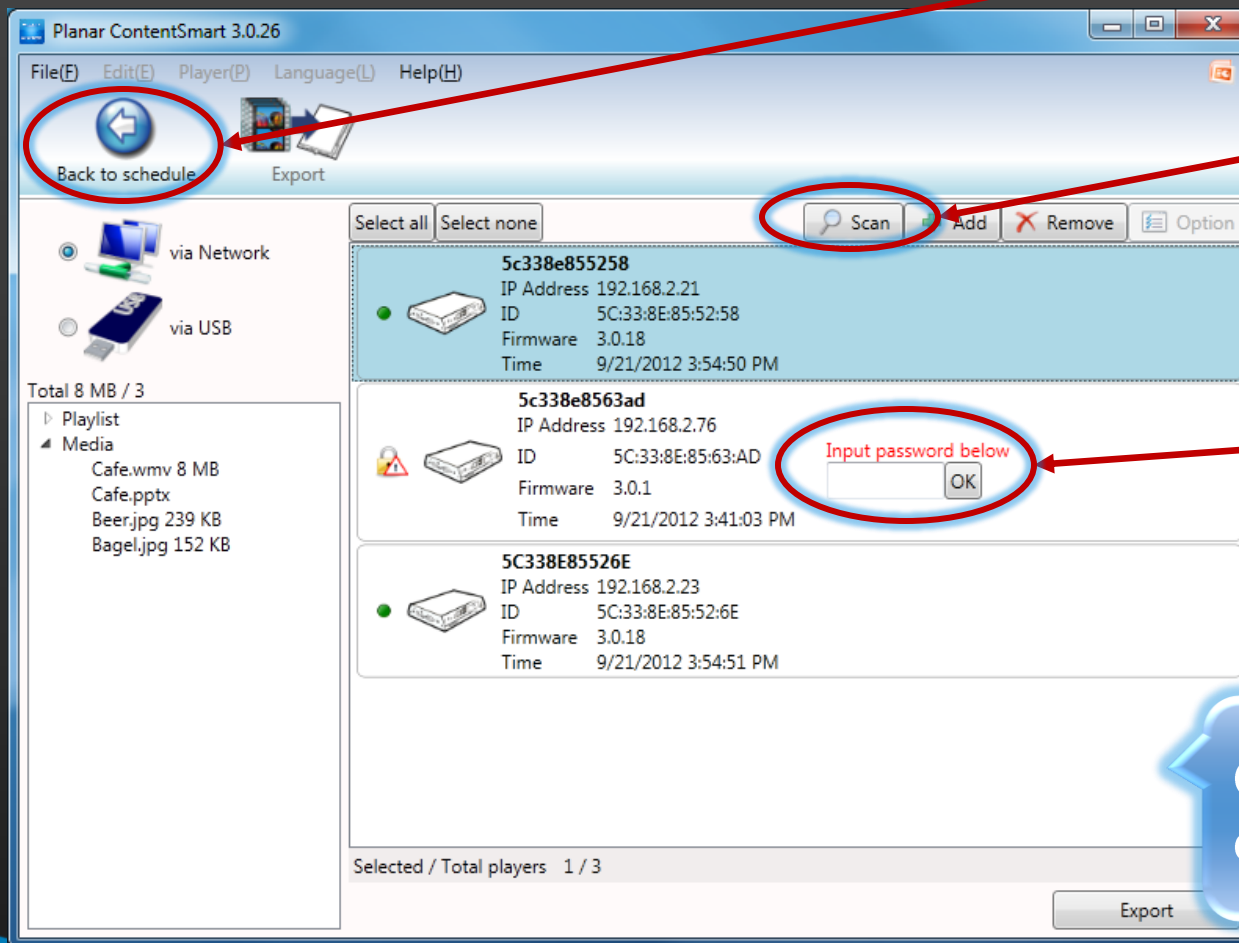 Planar ContentSmart 3.0.26
File(F) Edit(E) Player(P) Language(L) Help(H)
Back to schedule
Export
via Network
via USB
Total 8 MB / 3
Playlist
Media
Cafe.wmv 8 MB
Cafe.pptx
Beer.jpg 239 KB
Bagel.jpg 152 KB
Select all Select none Scan Add Remove Option
5c338e855258
IP Address 192.168.2.21
ID 5C:33:8E:85:52:58
Firmware 3.0.18
Time 9/21/2012 3:54:50 PM
5c338e8563ad
IP Address 192.168.2.76
ID 5C:33:8E:85:63:AD
Firmware 3.0.1
Time 9/21/2012 3:41:03 PM
Input password below
OK
5C338E85526E
IP Address 192.168.2.23
ID 5C:33:8E:85:52:6E
Firmware 3.0.18
Time 9/21/2012 3:54:51 PM
Selected / Total players 1 / 3
Export